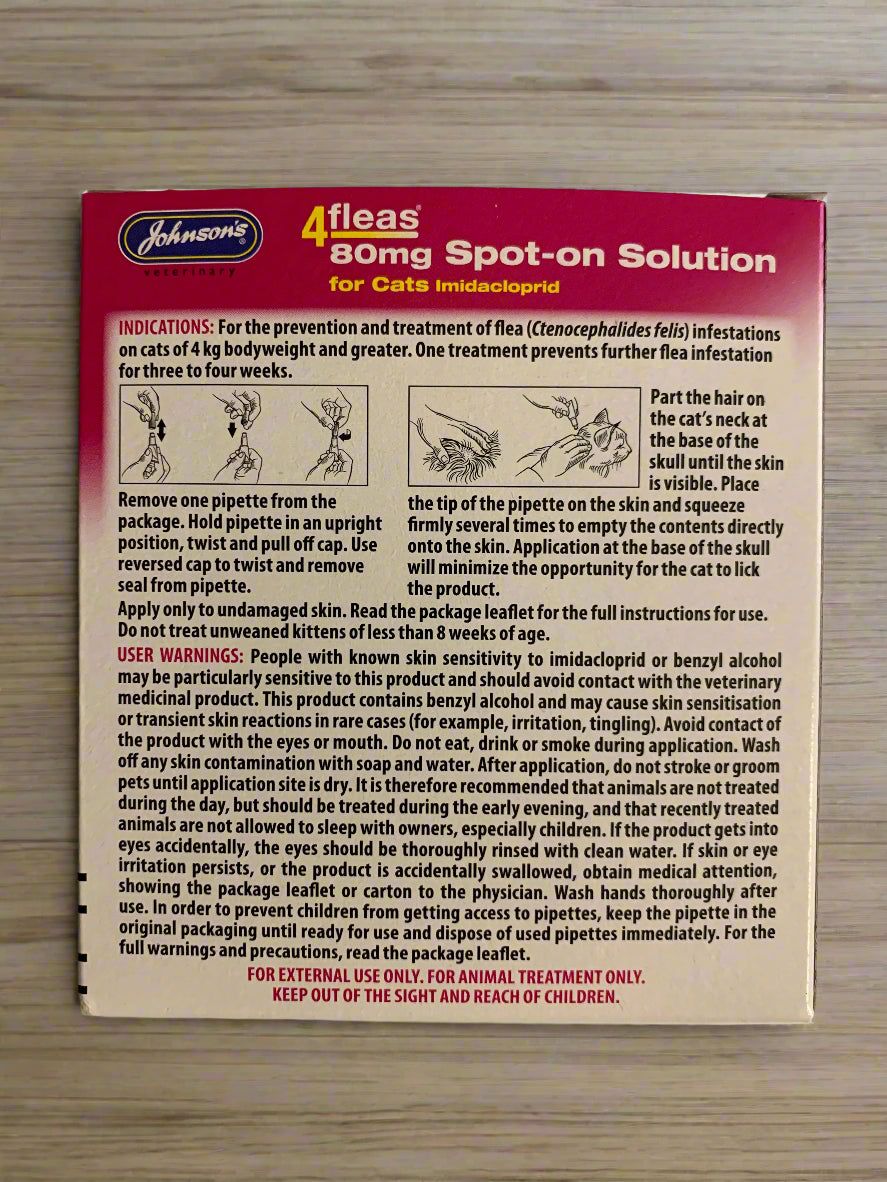 Johnson's®
veterinary
4fleas®
80mg Spot-on Solution
for Cats Imidacloprid
INDICATIONS: For the prevention and treatment of flea (Ctenocephalides felis) infestations
on cats of 4 kg bodyweight and greater. One treatment prevents further flea infestation
for three to four weeks.
Remove one pipette from the
package. Hold pipette in an upright
position, twist and pull off cap. Use
reversed cap to twist and remove
seal from pipette.
Part the hair on
the cat's neck at
the base of the
skull until the skin
is visible. Place
the tip of the pipette on the skin and squeeze
firmly several times to empty the contents directly
onto the skin. Application at the base of the skull
will minimize the opportunity for the cat to lick
the product.
Apply only to undamaged skin. Read the package leaflet for the full instructions for use.
Do not treat unweaned kittens of less than 8 weeks of age.
USER WARNINGS: People with known skin sensitivity to imidacloprid or benzyl alcohol
may be particularly sensitive to this product and should avoid contact with the veterinary
medicinal product. This product contains benzyl alcohol and may cause skin sensitisation
or transient skin reactions in rare cases (for example, irritation, tingling). Avoid contact of
the product with the eyes or mouth. Do not eat, drink or smoke during application. Wash
off any skin contamination with soap and water. After application, do not stroke or groom
pets until application site is dry. It is therefore recommended that animals are not treated
during the day, but should be treated during the early evening, and that recently treated
animals are not allowed to sleep with owners, especially children. If the product gets into
eyes accidentally, the eyes should be thoroughly rinsed with clean water. If skin or eye
irritation persists, or the product is accidentally swallowed, obtain medical attention,
showing the package leaflet or carton to the physician. Wash hands thoroughly after
use. In order to prevent children from getting access to pipettes, keep the pipette in the
original packaging until ready for use and dispose of used pipettes immediately. For the
full warnings and precautions, read the package leaflet.
FOR EXTERNAL USE ONLY. FOR ANIMAL TREATMENT ONLY.
KEEP OUT OF THE SIGHT AND REACH OF CHILDREN.